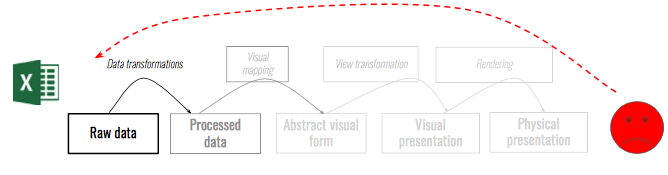 X
Data transformations
Visual
mapping
View transformation
Rendering
Raw data
Processed
data
Abstract visual
form
Visual
presentation
Physical
presentation